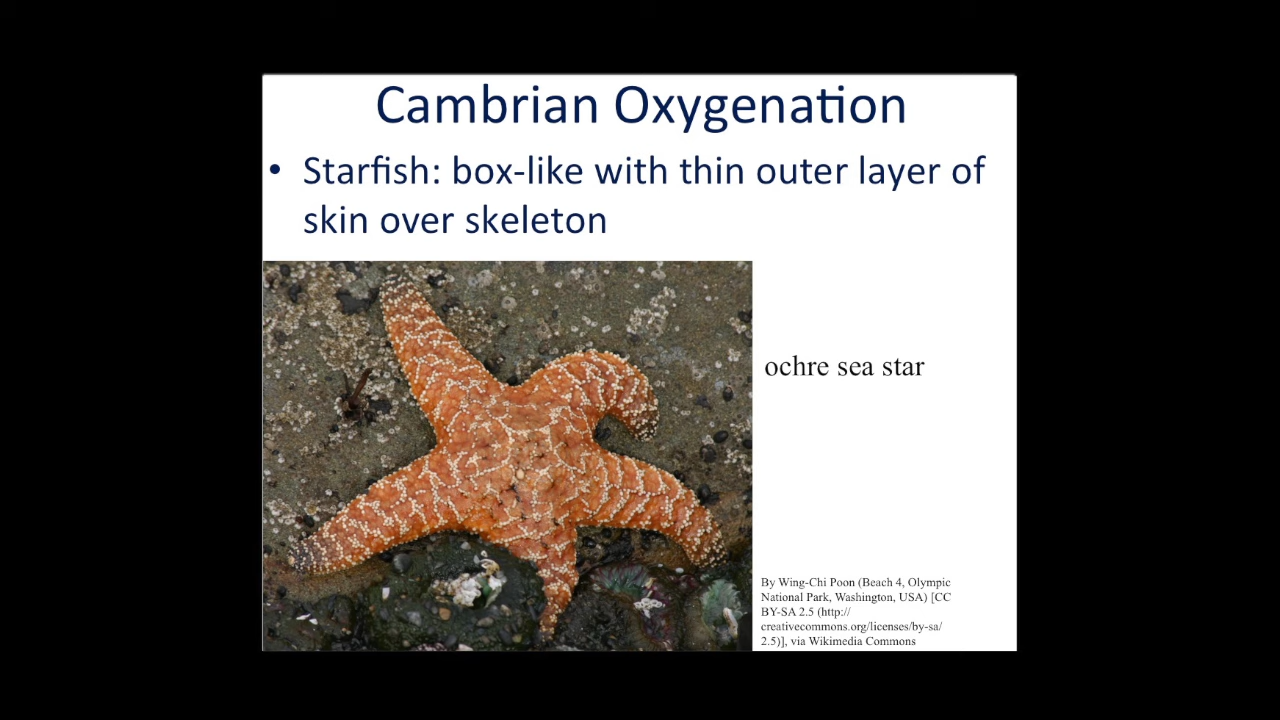 Cambrian Oxygenation
• Starfish: box-like with thin outer layer of
skin over skeleton
ochre sea star
By Wing-Chi Poon (Beach 4, Olympic
National Park, Washington, USA) [CC
BY-SA 2.5 (http://
creativecommons.org/licenses/by-sa/
2.5)], via Wikimedia Commons